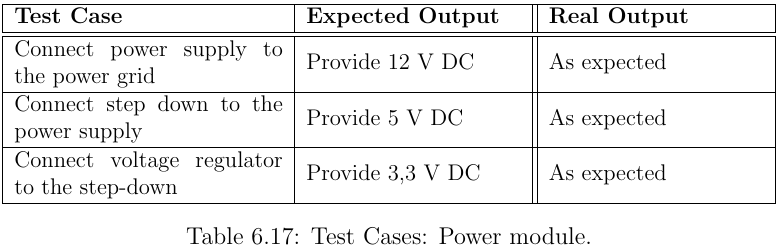 Test Case Expected Output Real Output
Connect power supply to
the power grid
Provide 12 V DC
As expected
Connect step down to the
power supply
Provide 5 V DC
As expected
Connect voltage regulator
to the step-down
Provide 3,3 V DC
As expected
Table 6.17: Test Cases: Power module.